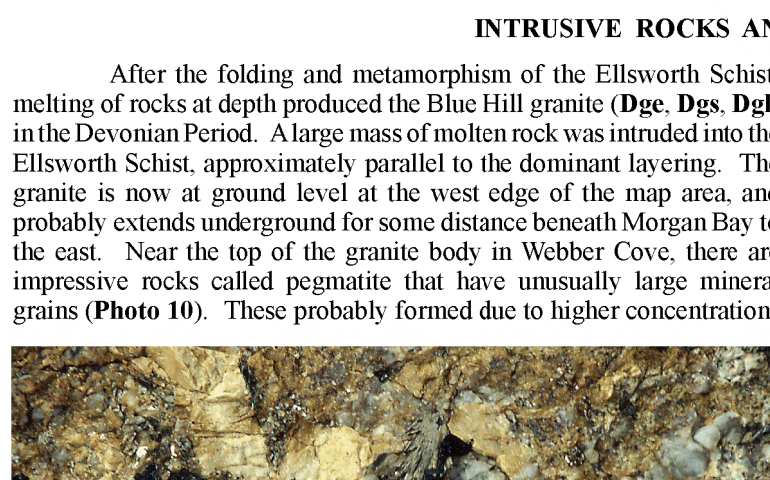 INTRUSIVE ROCKS AN
After the folding and metamorphism of the Ellsworth Schist
melting of rocks at depth produced the Blue Hill granite (Dge, Dgs, Dgl
in the Devonian Period. A large mass of molten rock was intruded into the
Ellsworth Schist, approximately parallel to the dominant layering. The
granite is now at ground level at the west edge of the map area, and
probably extends underground for some distance beneath Morgan Bay to
the east. Near the top of the granite body in Webber Cove, there are
impressive rocks called pegmatite that have unusually large minera
grains (Photo 10). These probably formed due to higher concentration